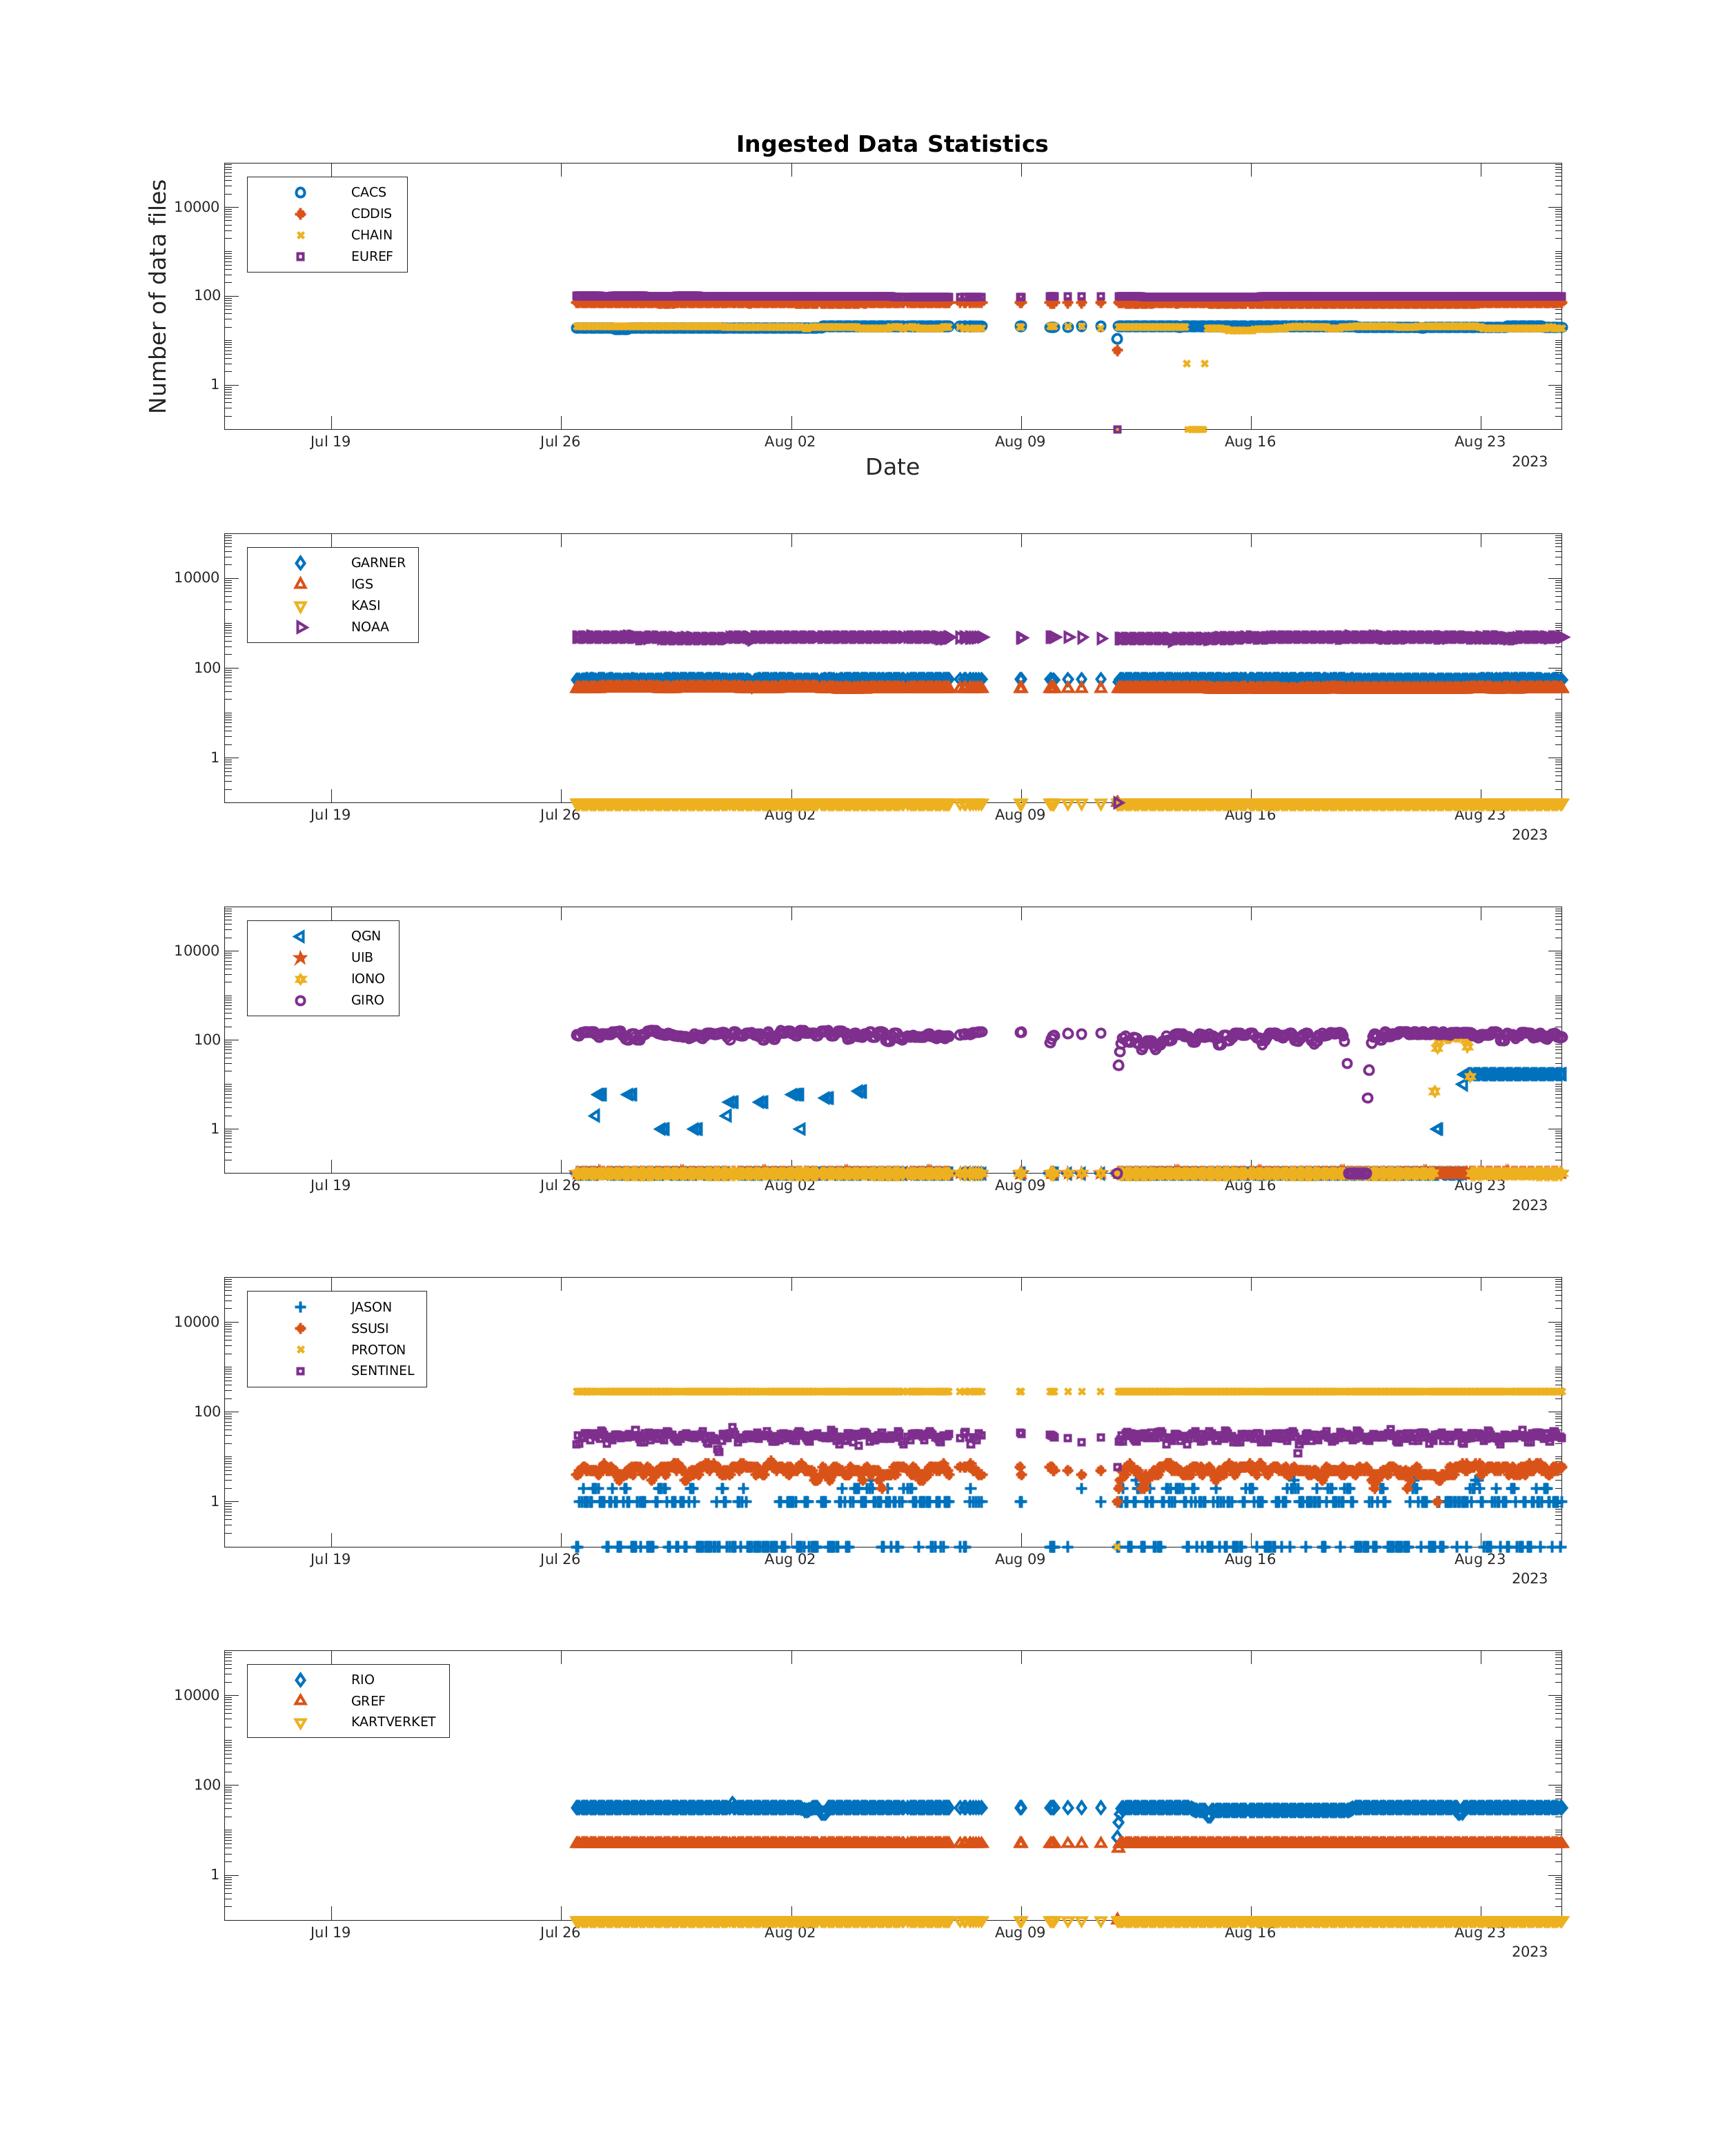 Ingested Data Statistics
Number of data files
CACS
CDDIS
CHAIN
EUREF
10000
100
1
Jul 19 Jul 26 Aug 02 Aug 09 Aug 16 Aug 23
2023
Date
GARNER
IGS
KASI
NOAA
10000
100
1
Jul 19 Jul 26 Aug 02 Aug 09 Aug 16 Aug 23
2023
QGN
UIB
IONO
GIRO
10000
100
1
Jul 19 Jul 26 Aug 02 Aug 09 Aug 16 Aug 23
2023
JASON
SSUSI
PROTON
SENTINEL
10000
100
1
Jul 19 Jul 26 Aug 02 Aug 09 Aug 16 Aug 23
2023
RIO
GREF
KARTVERKET
10000
100
1
Jul 19 Jul 26 Aug 02 Aug 09 Aug 16 Aug 23
2023